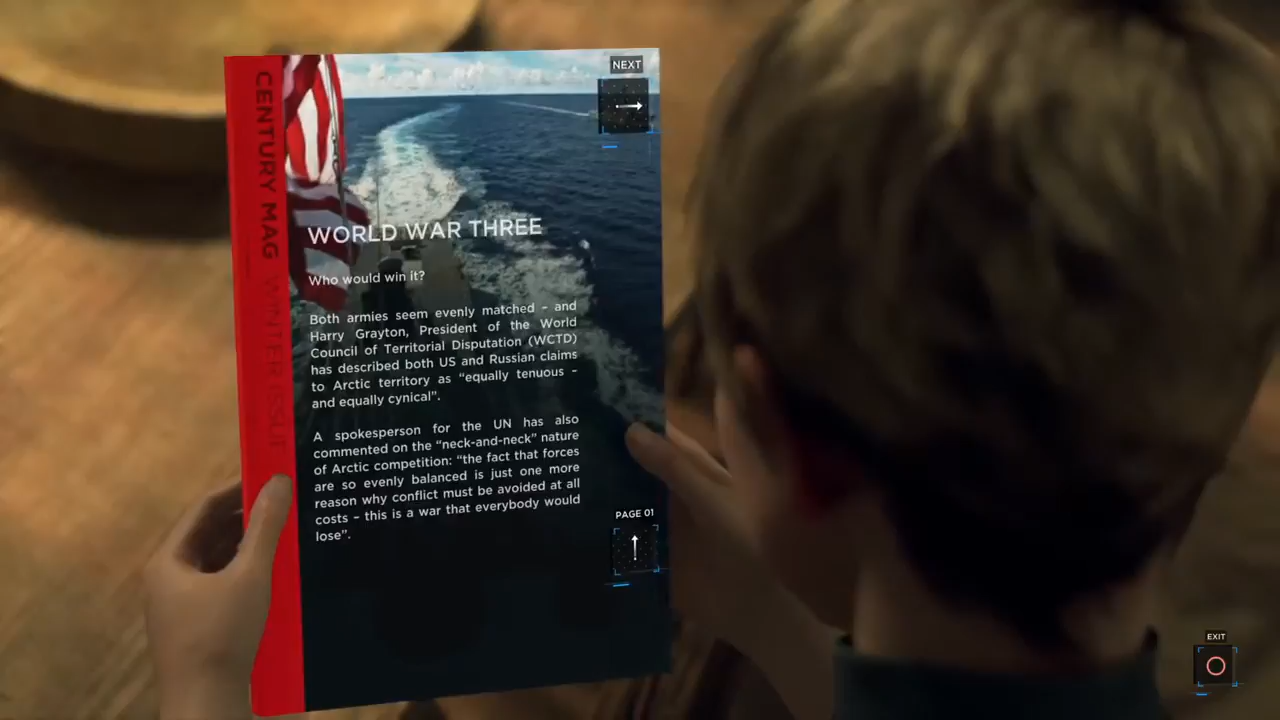 NEXT
CENTURY MAG WINTER ISSUE
WORLD WAR THREE
Who would win it?
Both armies seem evenly matched – and
Harry Grayton, President of the World
Council of Territorial Disputation (WCTD)
has described both US and Russian claims
to Arctic territory as “equally tenuous –
and equally cynical”.
A spokesperson for the UN has also
commented on the “neck-and-neck” nature
of Arctic competition: “the fact that forces
are so evenly balanced is just one more
reason why conflict must be avoided at all
costs – this is a war that everybody would
lose”.
PAGE 01
EXIT